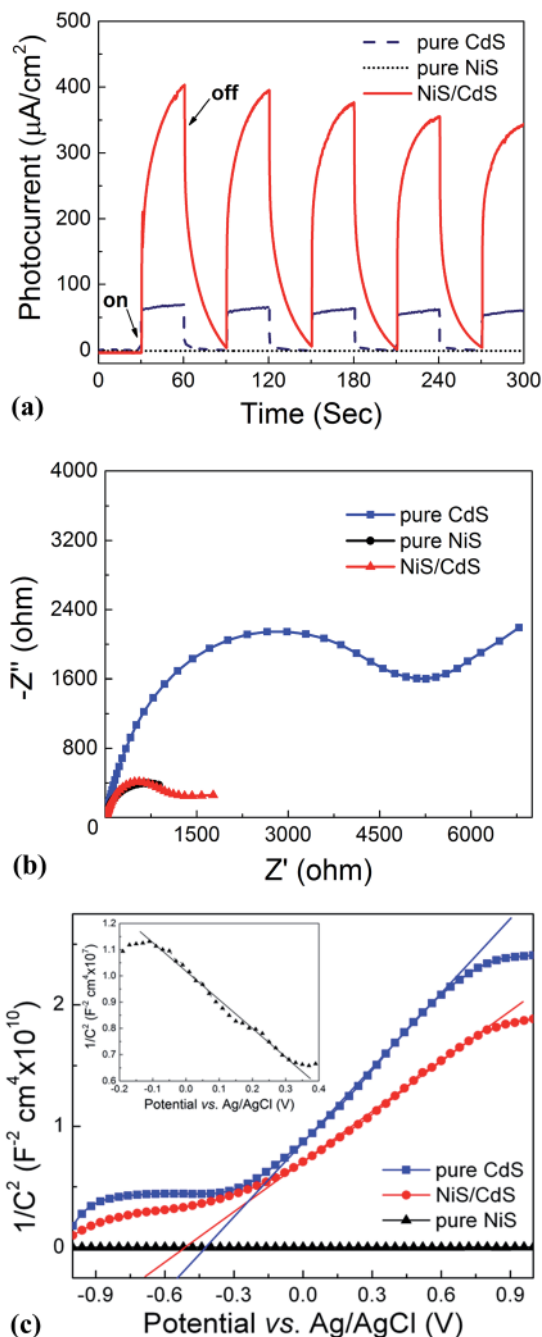 500
400
300
200
100
0
Photocurrent (μA/cm²)
pure CdS
pure NiS
NiS/CdS
off
on
0 60 120 180 240 300
Time (Sec)
(a)
4000
3200
2400
1600
800
0
-Z" (ohm)
pure CdS
pure NiS
NiS/CdS
1500 3000 4500 6000
Z' (ohm)
(b)
2
1
0
1/C² (F⁻² cm⁴x10¹⁰)
1.2
1.1
1.0
0.9
0.8
0.7
0.6
1/C² (F⁻² cm⁴x10⁷)
-0.2 -0.1 0.0 0.1 0.2 0.3 0.4
Potential vs. Ag/AgCl (V)
pure CdS
NiS/CdS
pure NiS
-0.9 -0.6 -0.3 0.0 0.3 0.6 0.9
Potential vs. Ag/AgCl (V)
(c)